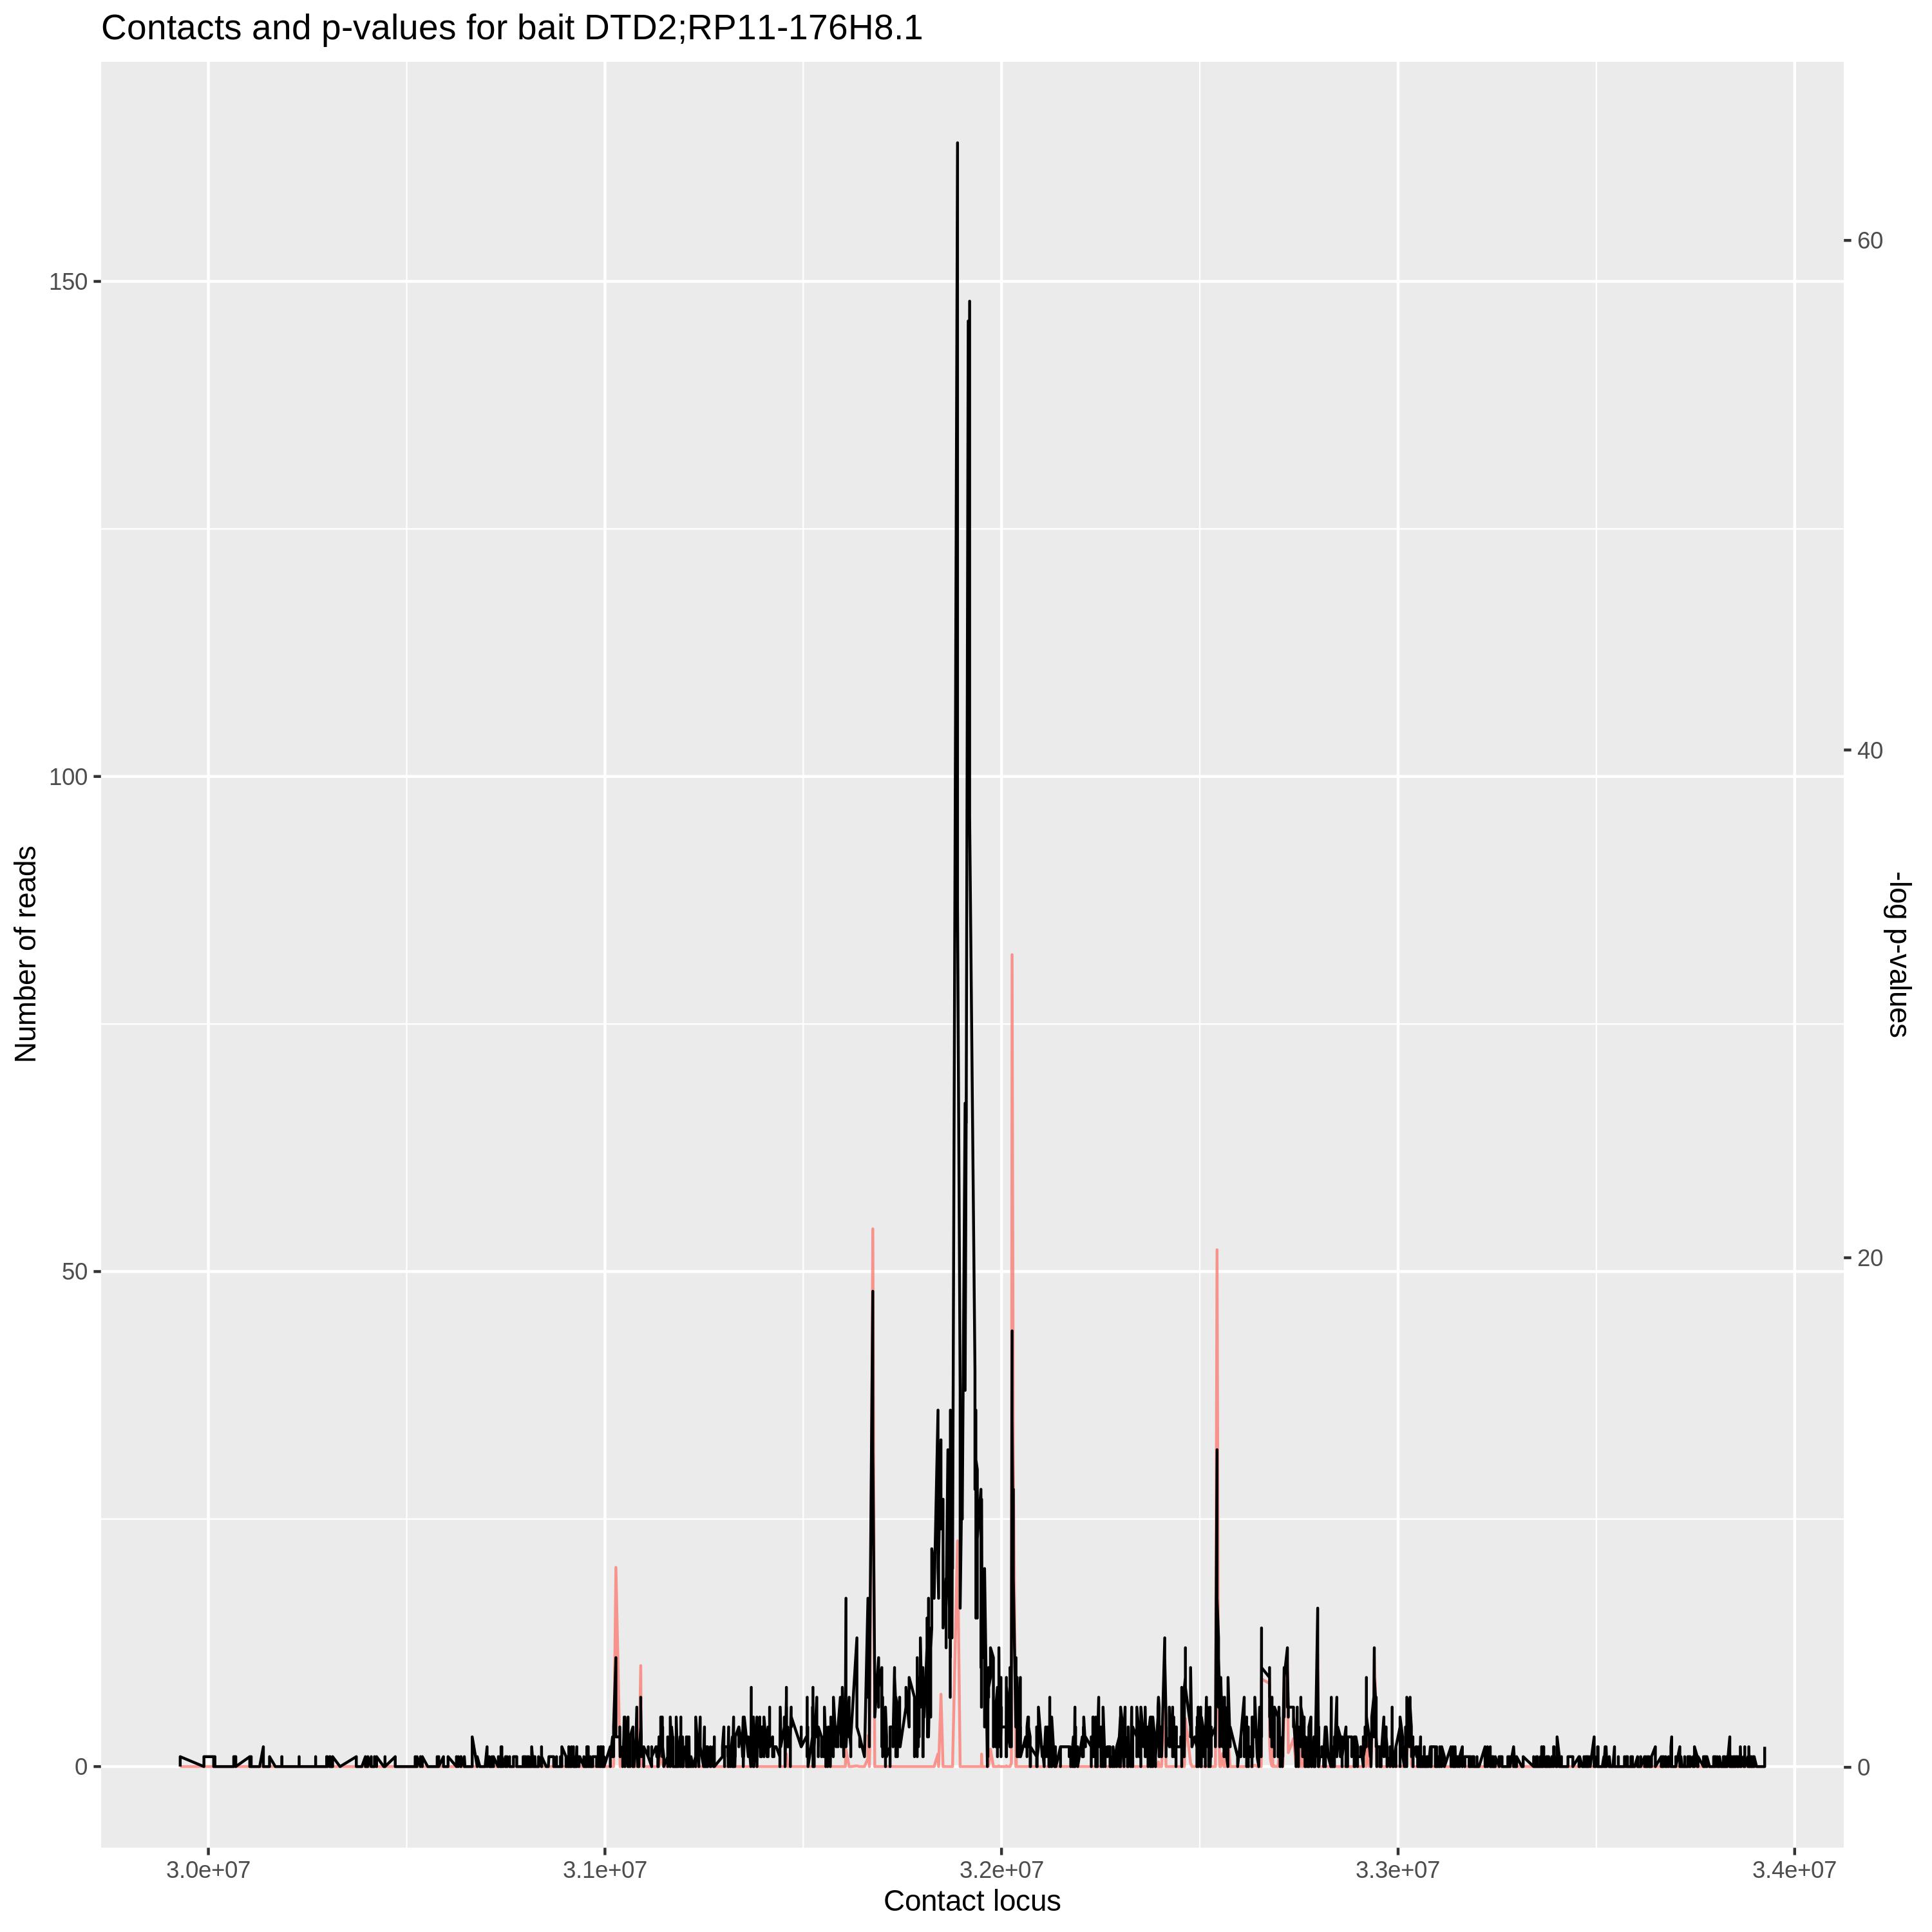 Contacts and p-values for bait DTD2;RP11-176H8.1
Number of reads
150
100
50
0
60
40
20
0
-log p-values
3.0e+07
3.1e+07
3.2e+07
3.3e+07
3.4e+07
Contact locus